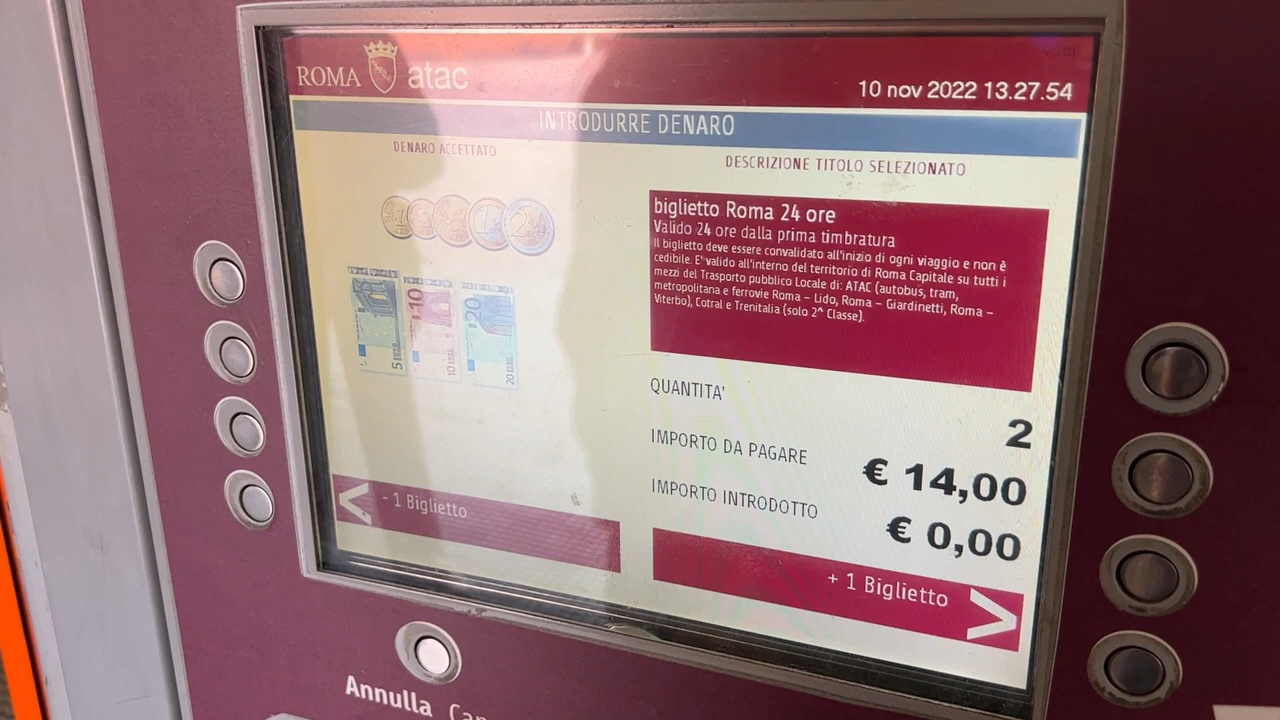 ROMA atac
10 nov 2022 13.27.54
INTRODURRE DENARO
DENARO ACCETTATO
DESCRIZIONE TITOLO SELEZIONATO
biglietto Roma 24 ore
Valido 24 ore dalla prima timbratura
Il biglietto deve essere convalidato all'inizio di ogni viaggio e non è
cedibile. E' valido all'interno del territorio di Roma Capitale su tutti i
mezzi del Trasporto pubblico Locale di: ATAC (autobus, tram,
metropolitana e ferrovie Roma – Lido, Roma – Giardinetti, Roma –
Viterbo), Cotral e Trenitalia (solo 2^ Classe).
5 EURO
10
20
QUANTITA'
2
IMPORTO DA PAGARE
€ 14,00
IMPORTO INTRODOTTO
€ 0,00
< - 1 Biglietto
+ 1 Biglietto >
Annulla